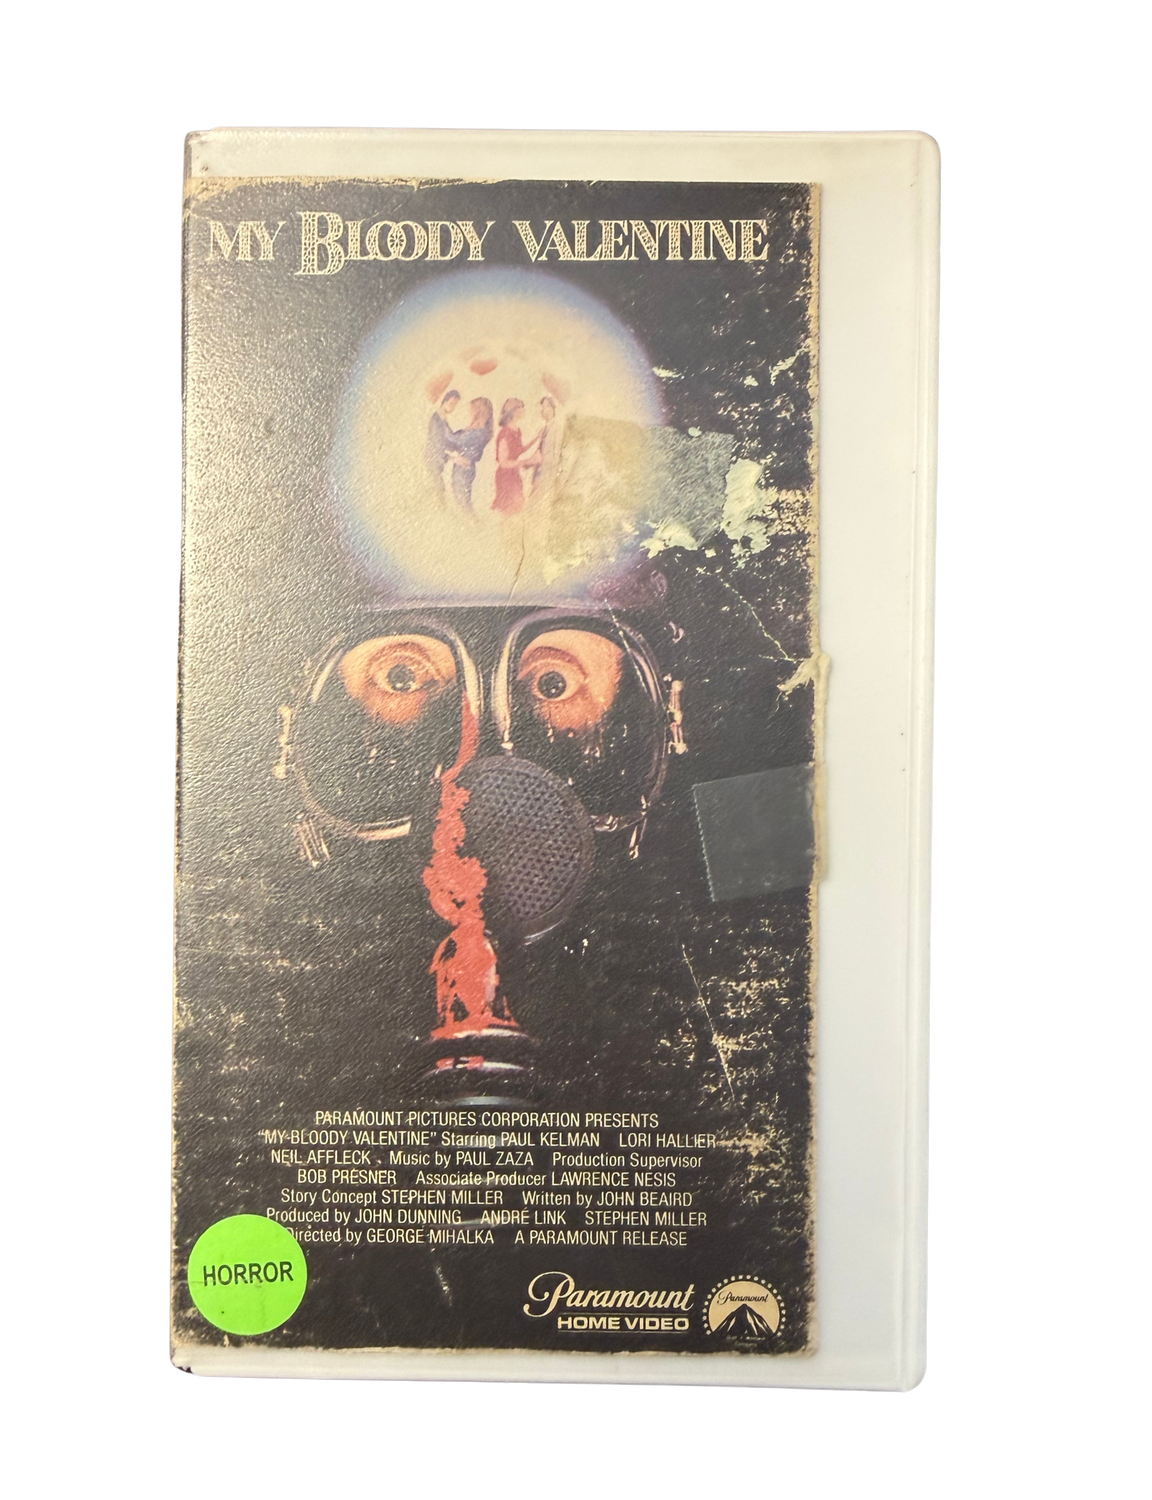 MY BLOODY VALENTINE
PARAMOUNT PICTURES CORPORATION PRESENTS
"MY BLOODY VALENTINE" Starring PAUL KELMAN LORI HALLIER
NEIL AFFLECK Music by PAUL ZAZA Production Supervisor
BOB PRESNER Associate Producer LAWRENCE NESIS
Story Concept STEPHEN MILLER Written by JOHN BEAIRD
Produced by JOHN DUNNING ANDRÉ LINK STEPHEN MILLER
Directed by GEORGE MIHALKA A PARAMOUNT RELEASE
HORROR
Paramount
HOME VIDEO
Paramount